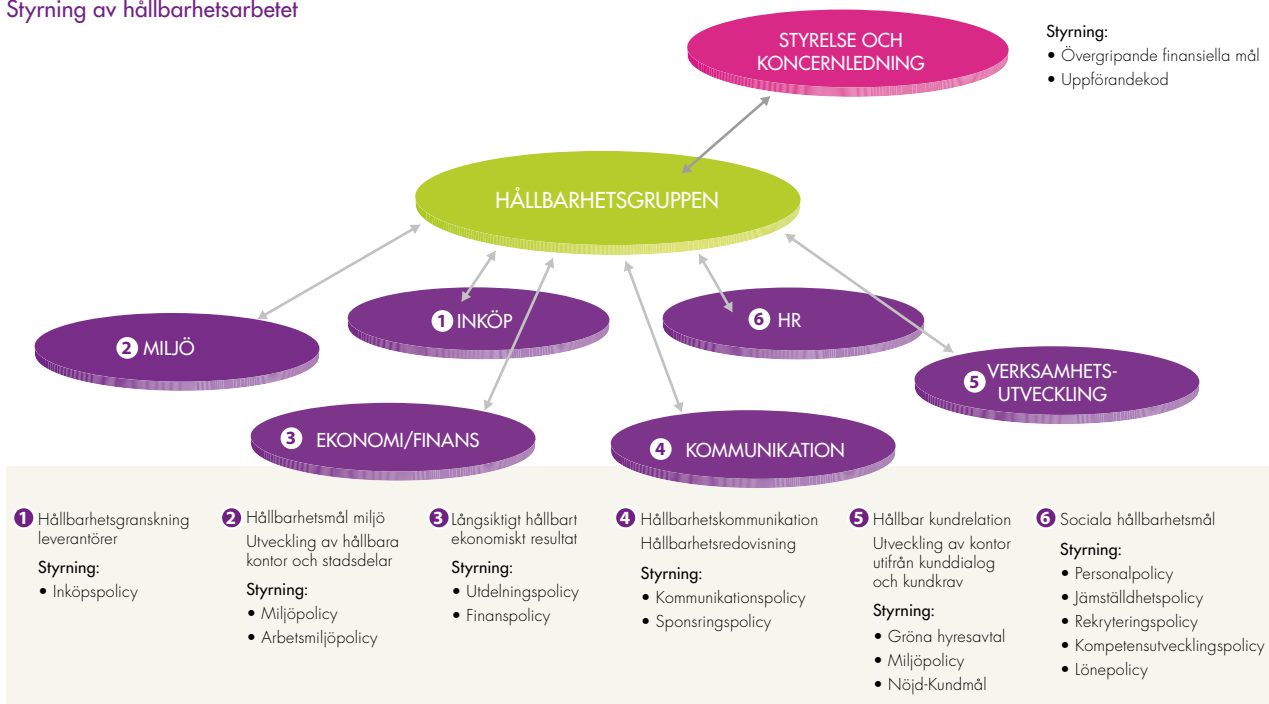 Styrning av hållbarhetsarbetet
STYRELSE OCH
KONCERNLEDNING
Styrning:
• Övergripande finansiella mål
• Uppförandekod
HÅLLBARHETSGRUPPEN
2 MILJÖ
1 INKÖP
6 HR
5 VERKSAMHETS-
UTVECKLING
3 EKONOMI/FINANS
4 KOMMUNIKATION
1 Hållbarhetsgranskning
leverantörer
Styrning:
• Inköpspolicy
2 Hållbarhetsmål miljö
Utveckling av hållbara
kontor och stadsdelar
Styrning:
• Miljöpolicy
• Arbetsmiljöpolicy
3 Långsiktigt hållbart
ekonomiskt resultat
Styrning:
• Utdelningspolicy
• Finanspolicy
4 Hållbarhetskommunikation
Hållbarhetsredovisning
Styrning:
• Kommunikationspolicy
• Sponsringspolicy
5 Hållbar kundrelation
Utveckling av kontor
utifrån kunddialog
och kundkrav
Styrning:
• Gröna hyresavtal
• Miljöpolicy
• Nöjd-Kundmål
6 Sociala hållbarhetsmål
Styrning:
• Personalpolicy
• Jämställdhetspolicy
• Rekryteringspolicy
• Kompetensutvecklingspolicy
• Lönepolicy